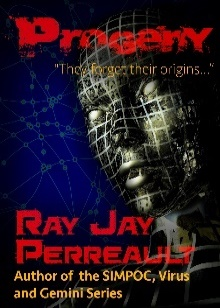 Progeny
"They forget their origins..."
Ray Jay
Perreault
Author of the SIMPOC, Virus
and Gemini Series